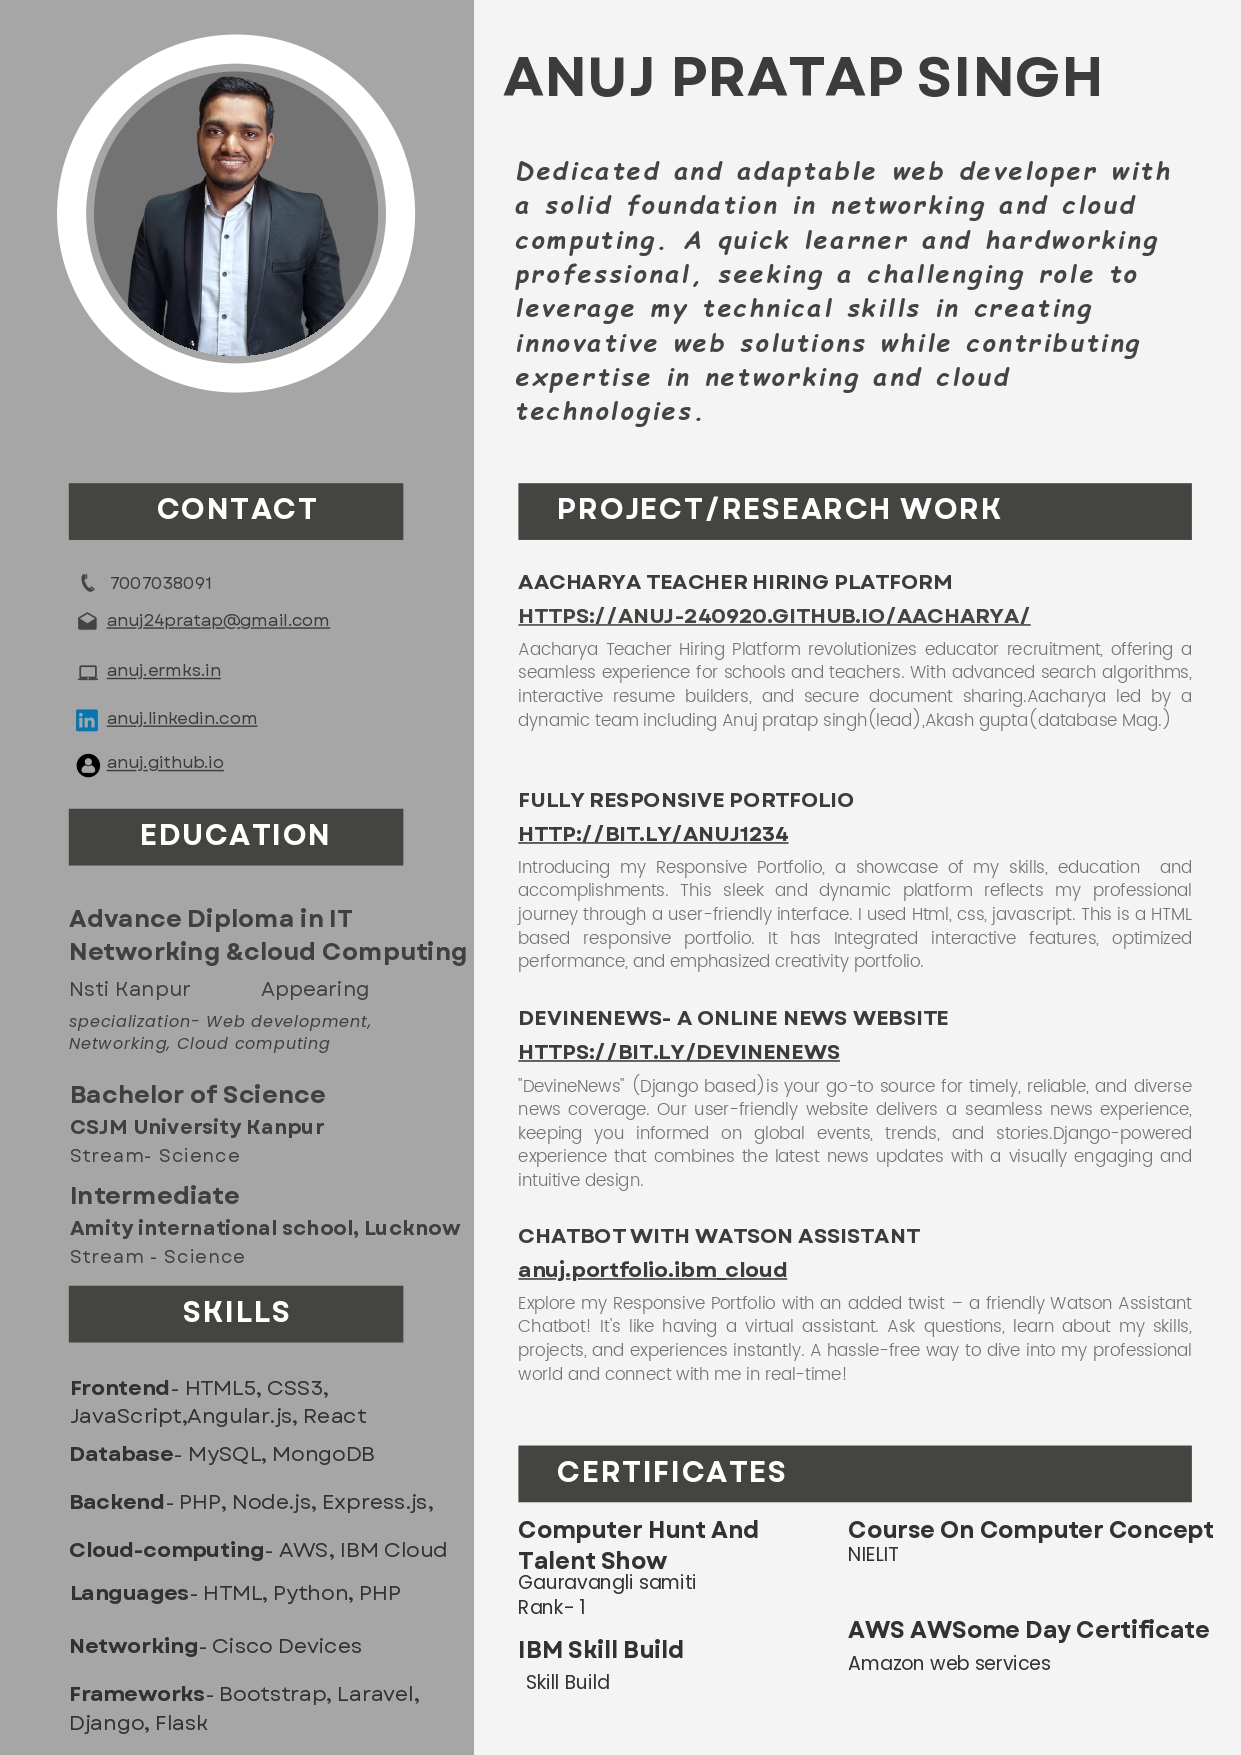 ANUJ PRATAP SINGH
Dedicated and adaptable web developer with
a solid foundation in networking and cloud
computing. A quick learner and hardworking
professional, seeking a challenging role to
leverage my technical skills in creating
innovative web solutions while contributing
expertise in networking and cloud
technologies.
CONTACT
7007038091
anuj24pratap@gmail.com
anuj.ermks.in
in anuj.linkedin.com
anuj.github.io
EDUCATION
Advance Diploma in IT
Networking &cloud Computing
Nsti Kanpur Appearing
specialization- Web development,
Networking, Cloud computing
Bachelor of Science
CSJM University Kanpur
Stream- Science
Intermediate
Amity international school, Lucknow
Stream - Science
SKILLS
Frontend- HTML5, CSS3,
JavaScript,Angular.js, React
Database- MySQL, MongoDB
Backend- PHP, Node.js, Express.js,
Cloud-computing- AWS, IBM Cloud
Languages- HTML, Python, PHP
Networking- Cisco Devices
Frameworks- Bootstrap, Laravel,
Django, Flask
PROJECT/RESEARCH WORK
AACHARYA TEACHER HIRING PLATFORM
HTTPS://ANUJ-240920.GITHUB.IO/AACHARYA/
Aacharya Teacher Hiring Platform revolutionizes educator recruitment, offering a
seamless experience for schools and teachers. With advanced search algorithms,
interactive resume builders, and secure document sharing.Aacharya led by a
dynamic team including Anuj pratap singh(lead),Akash gupta(database Mag.)
FULLY RESPONSIVE PORTFOLIO
HTTP://BIT.LY/ANUJ1234
Introducing my Responsive Portfolio, a showcase of my skills, education and
accomplishments. This sleek and dynamic platform reflects my professional
journey through a user-friendly interface. I used Html, css, javascript. This is a HTML
based responsive portfolio. It has Integrated interactive features, optimized
performance, and emphasized creativity portfolio.
DEVINENEWS- A ONLINE NEWS WEBSITE
HTTPS://BIT.LY/DEVINENEWS
"DevineNews" (Django based)is your go-to source for timely, reliable, and diverse
news coverage. Our user-friendly website delivers a seamless news experience,
keeping you informed on global events, trends, and stories.Django-powered
experience that combines the latest news updates with a visually engaging and
intuitive design.
CHATBOT WITH WATSON ASSISTANT
anuj.portfolio.ibm_cloud
Explore my Responsive Portfolio with an added twist – a friendly Watson Assistant
Chatbot! It's like having a virtual assistant. Ask questions, learn about my skills,
projects, and experiences instantly. A hassle-free way to dive into my professional
world and connect with me in real-time!
CERTIFICATES
Computer Hunt And
Talent Show
Gauravangli samiti
Rank- 1
IBM Skill Build
Skill Build
Course On Computer Concept
NIELIT
AWS AWSome Day Certificate
Amazon web services